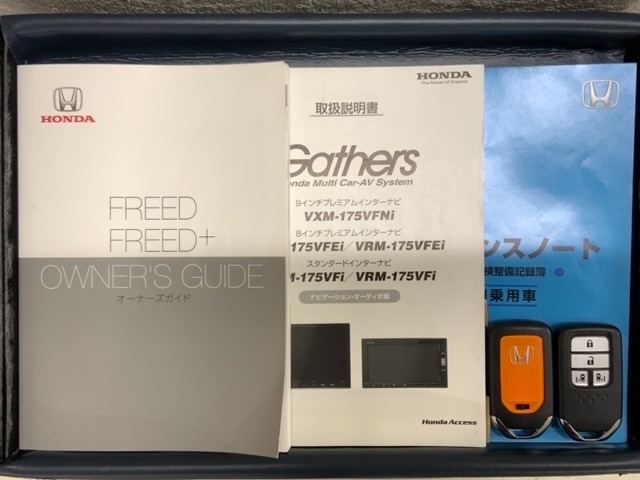 HONDA
FREED
FREED+
OWNER'S GUIDE
オーナーズガイド
HONDA
The Power of Dreams
取扱説明書
Gathers
nda Multi Car-AV System
9インチプレミアムインターナビ
VXM-175VFNi
8インチプレミアムインターナビ
175VFEi/VRM-175VFEi
スタンダードインターナビ
M-175VFi/VRM-175VFi
ナビゲーション・オーディオ編
Honda Access
ンスノート
検整備記録簿
乗用車